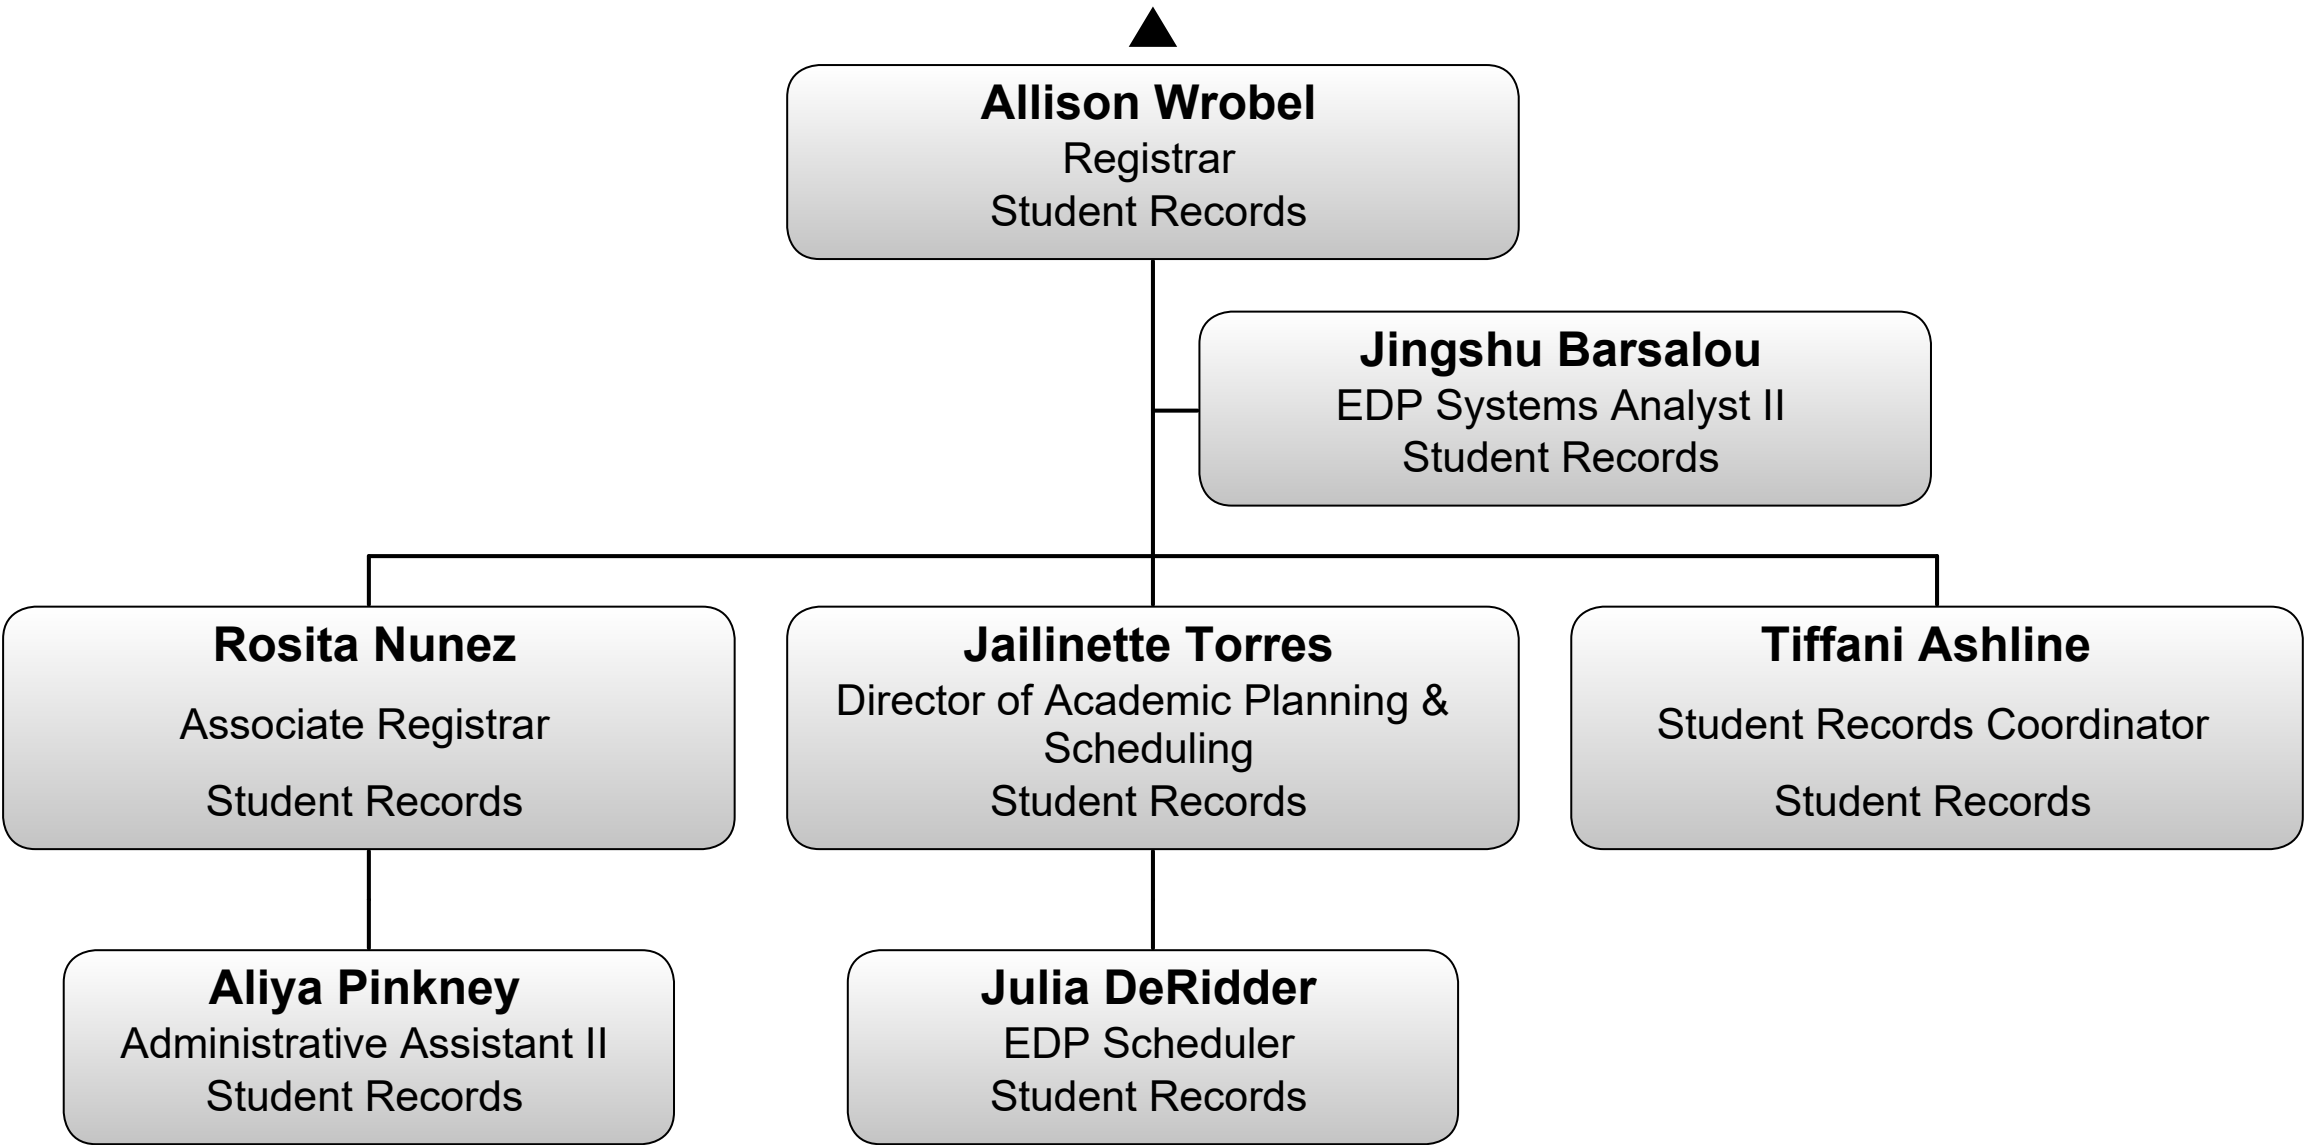 Allison Wrobel
Registrar
Student Records
Jingshu Barsalou
EDP Systems Analyst II
Student Records
Rosita Nunez
Associate Registrar
Student Records
Jailinette Torres
Director of Academic Planning &
Scheduling
Student Records
Tiffani Ashline
Student Records Coordinator
Student Records
Aliya Pinkney
Administrative Assistant II
Student Records
Julia DeRidder
EDP Scheduler
Student Records